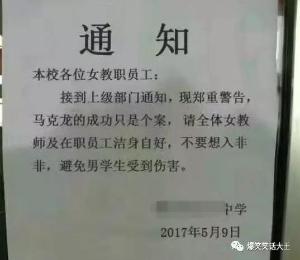 通 知
本校各位女教职员工：
接到上级部门通知，现郑重警告，
马克龙的成功只是个案，请全体女教
师及在职员工洁身自好，不要想入非
非，避免男学生受到伤害。
中学
2017年5月9日
爆笑笑话大王